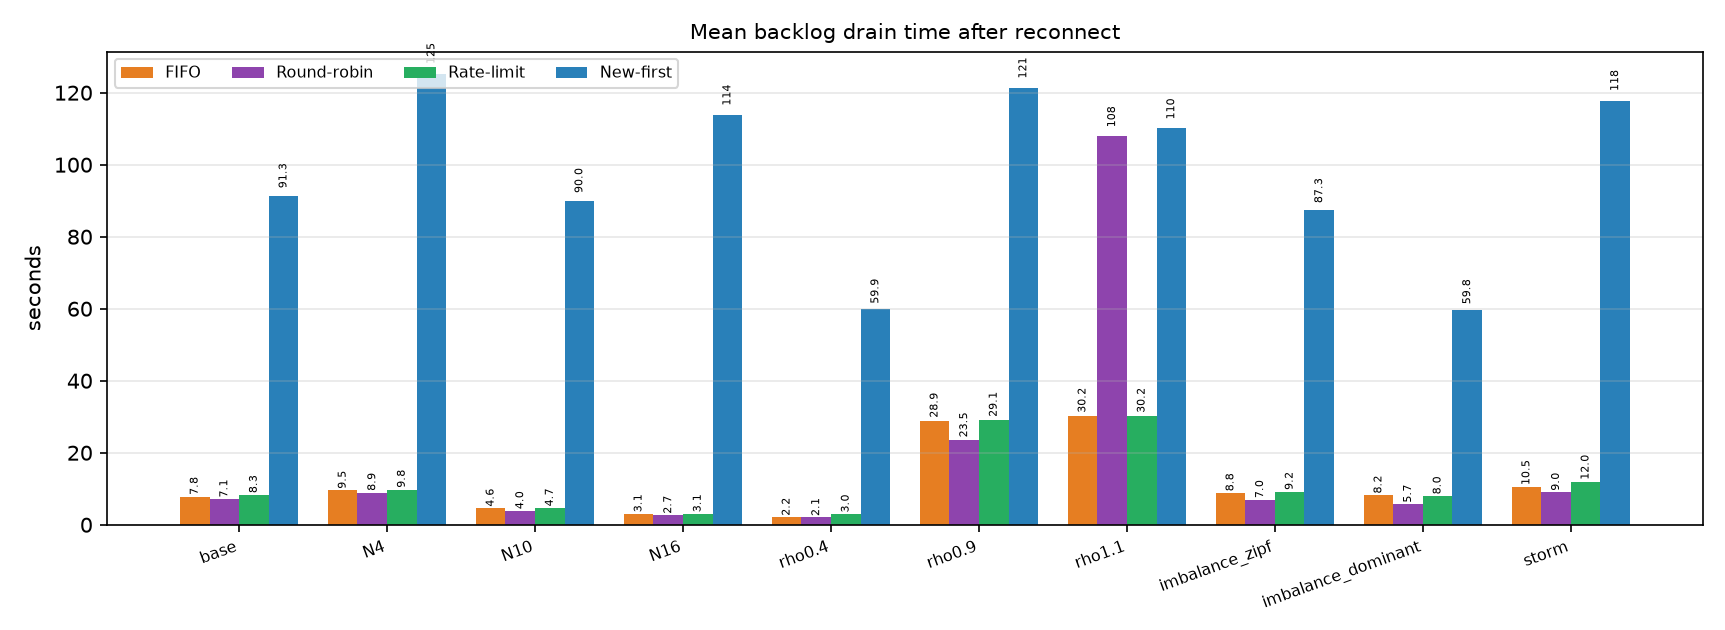 Mean backlog drain time after reconnect
FIFO Round-robin Rate-limit New-first
seconds
120
100
80
60
40
20
0
7.8 7.1 8.3 91.3
9.5 8.9 9.8 125
4.6 4.0 4.7 90.0
3.1 2.7 3.1 114
2.2 2.1 3.0 59.9
28.9 23.5 29.1 121
30.2 108 30.2 110
8.8 7.0 9.2 87.3
8.2 5.7 8.0 59.8
10.5 9.0 12.0 118
base N4 N10 N16 rho0.4 rho0.9 rho1.1 imbalance_zipf imbalance_dominant storm